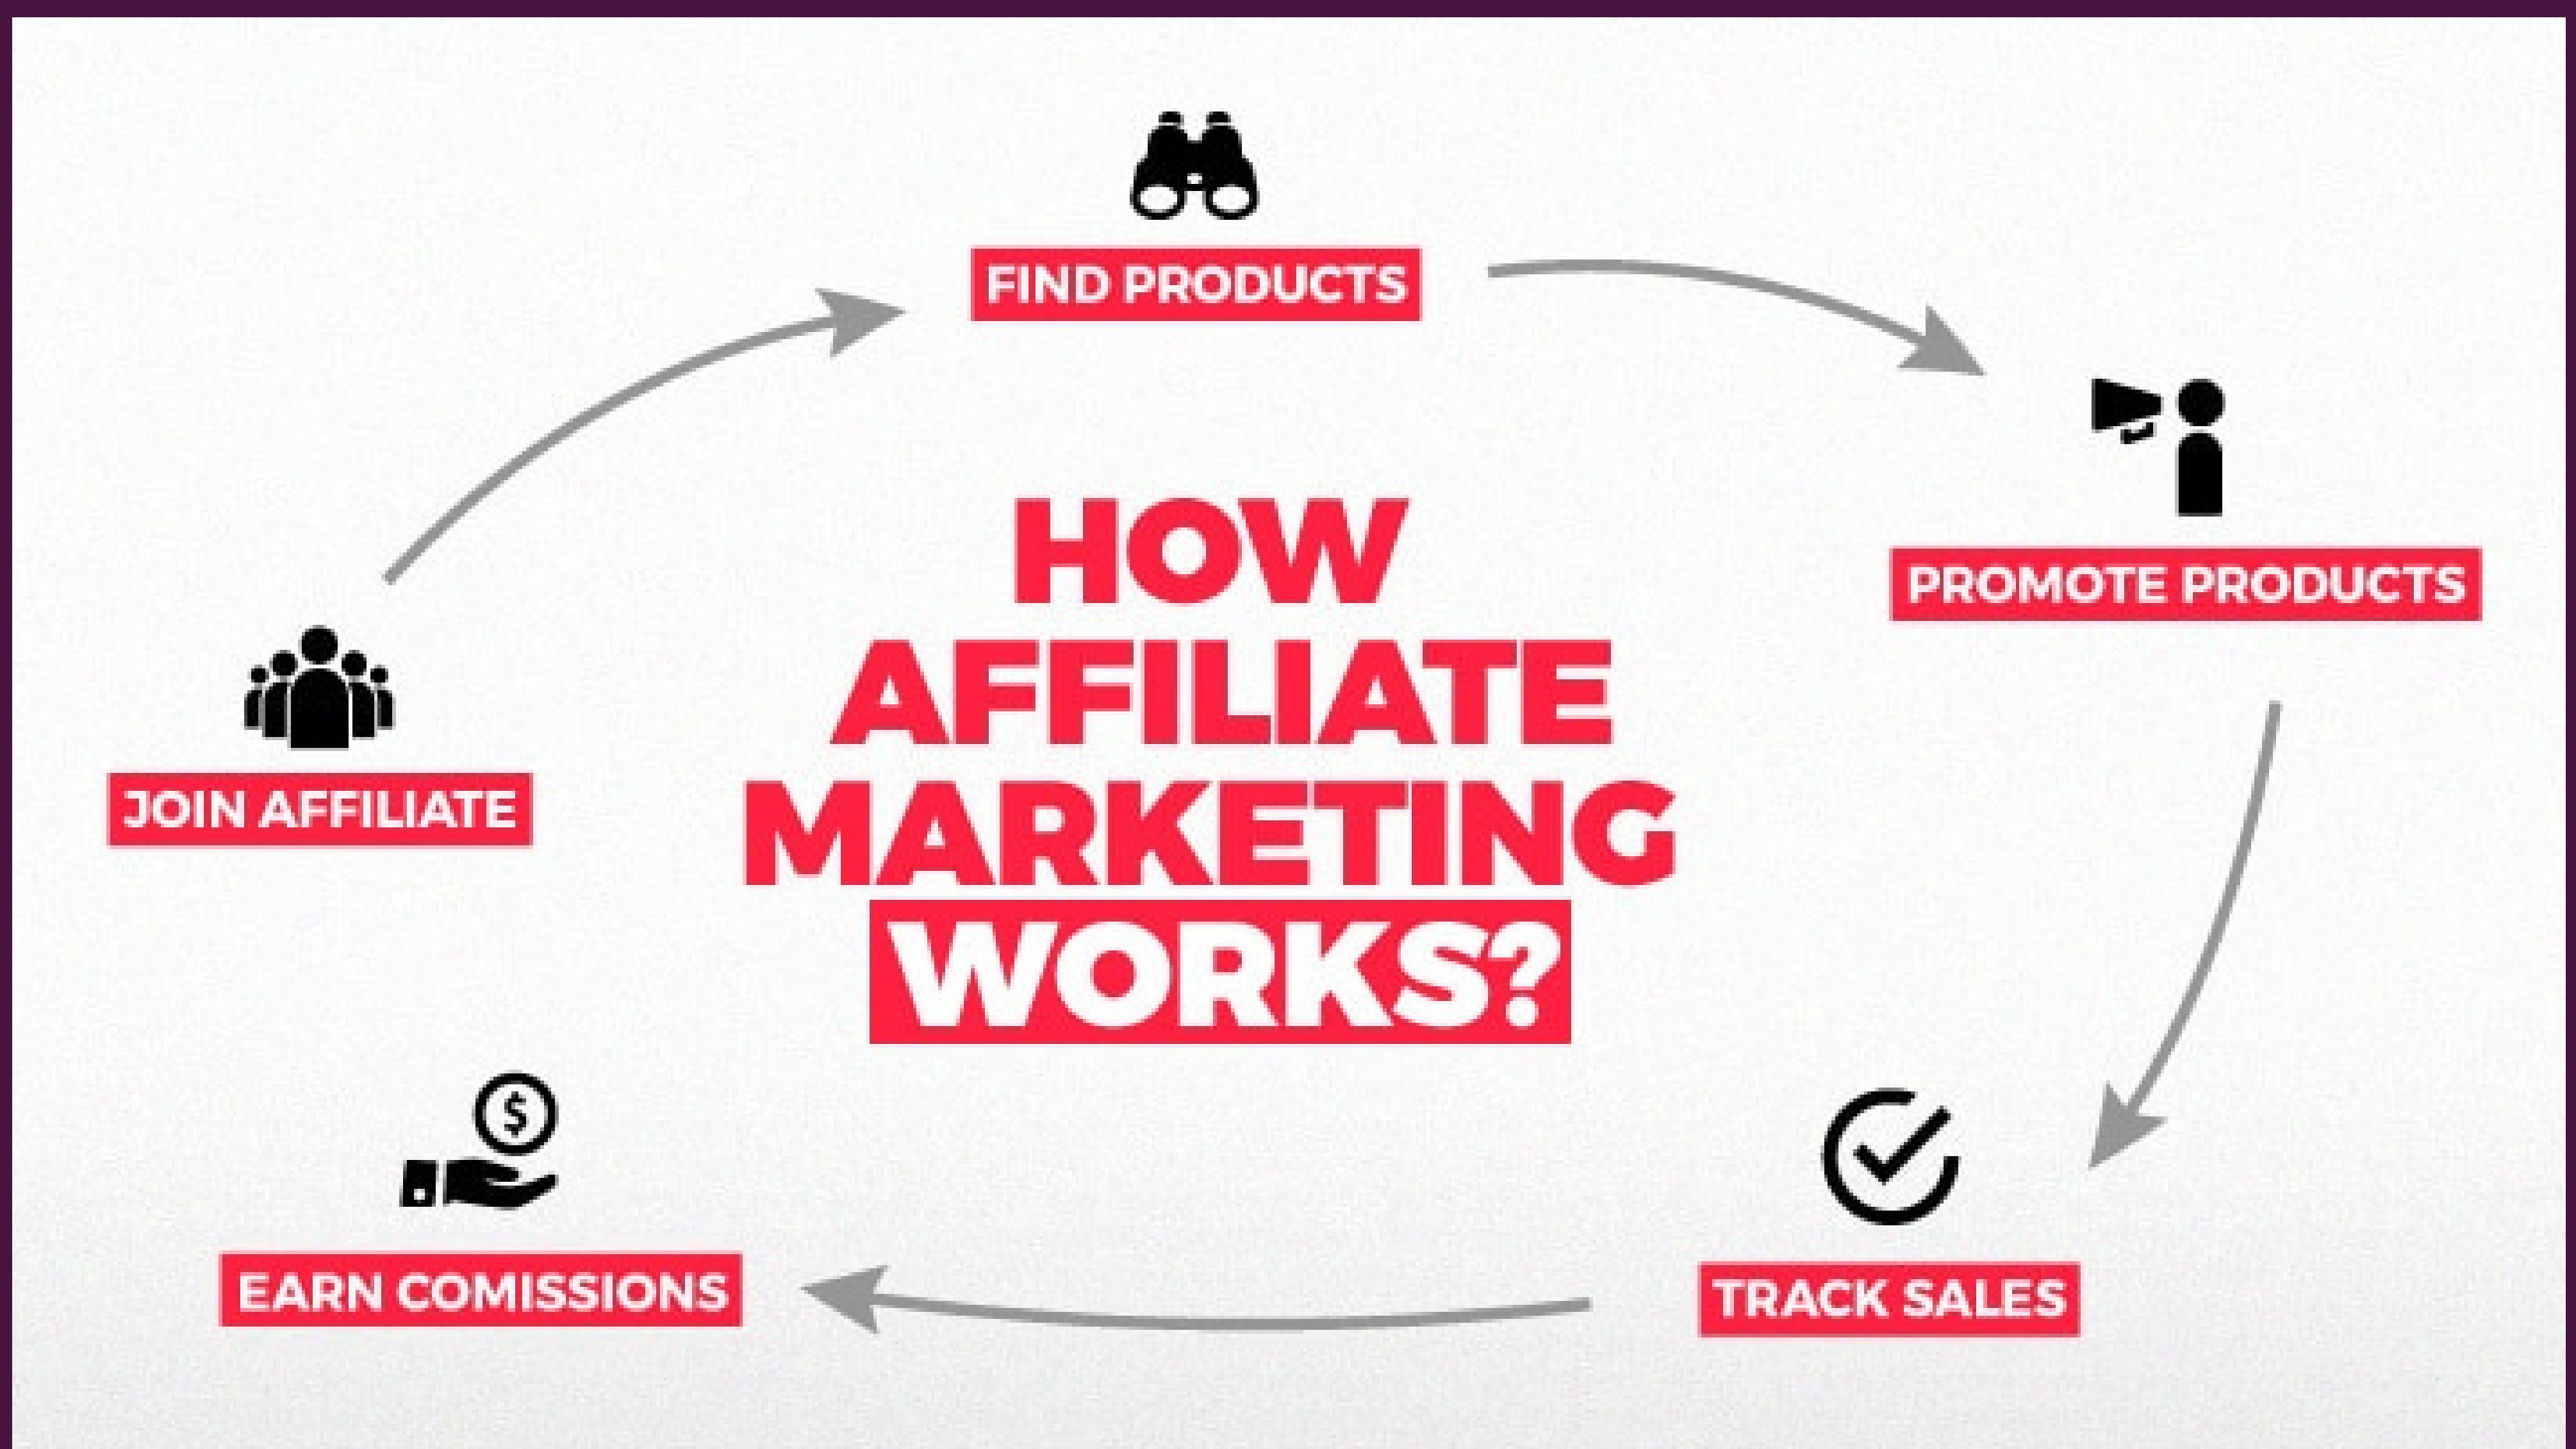 FIND PRODUCTS
PROMOTE PRODUCTS
HOW
AFFILIATE
MARKETING
WORKS?
JOIN AFFILIATE
$
EARN COMISSIONS
TRACK SALES